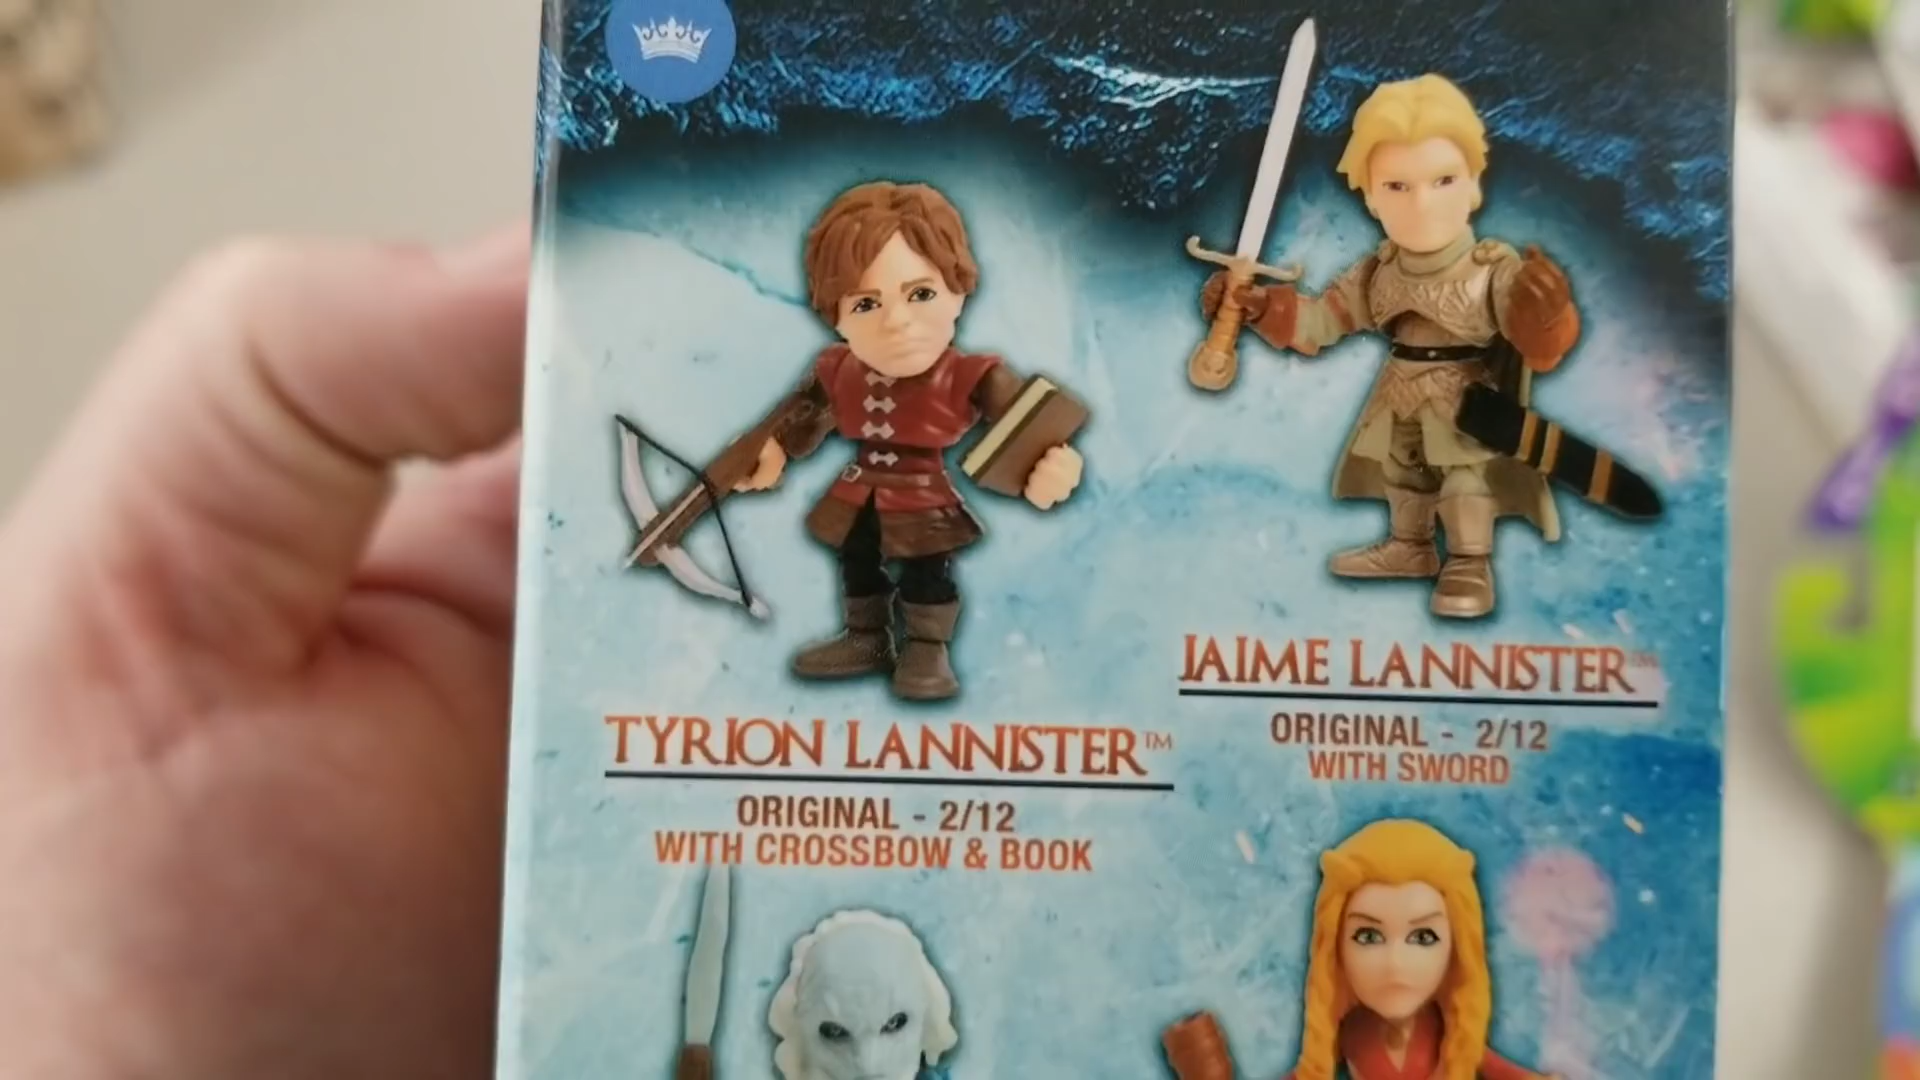 TYRION LANNISTER™
ORIGINAL - 2/12
WITH CROSSBOW & BOOK
JAIME LANNISTER™
ORIGINAL - 2/12
WITH SWORD